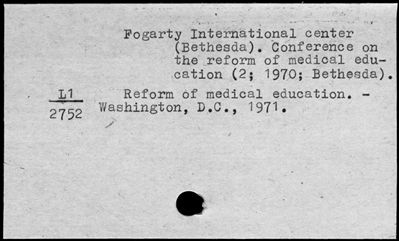 Fogarty International center
(Bethesda). Conference on
the reform of medical edu-
cation (2; 1970; Bethesda).
L1
2752
Reform of medical education. -
Washington, D.C., 1971.